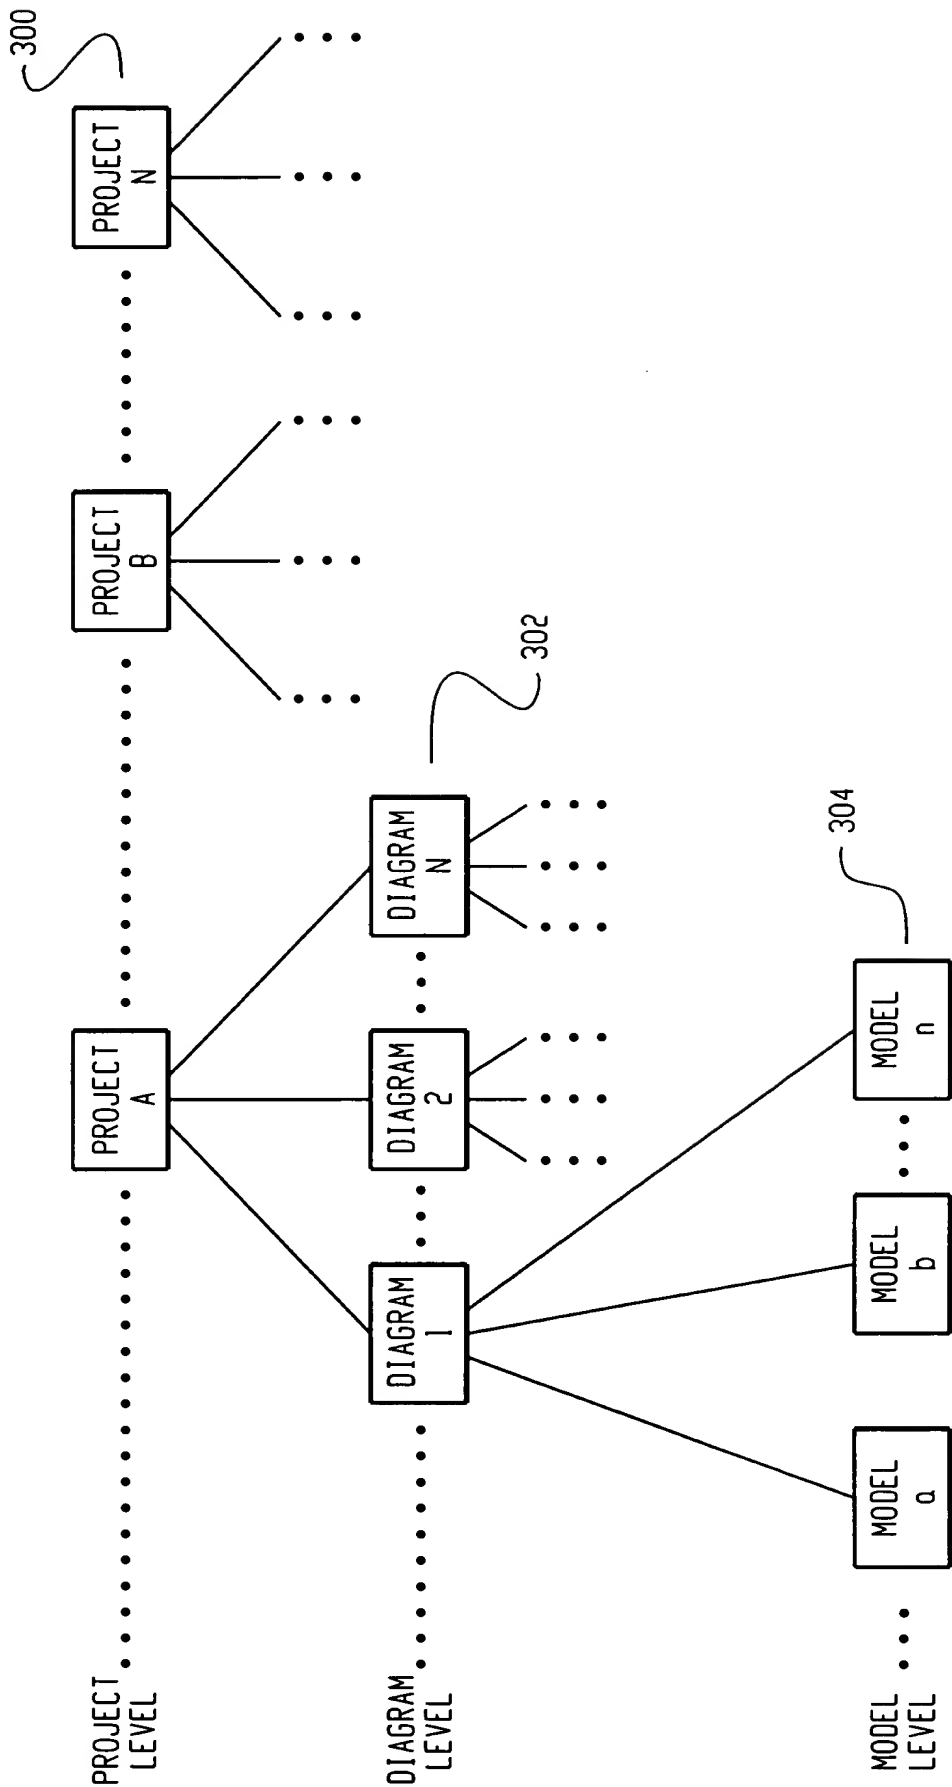 300
PROJECT
LEVEL
PROJECT
A
PROJECT
B
PROJECT
N
302
DIAGRAM
LEVEL
DIAGRAM
1
DIAGRAM
2
DIAGRAM
N
304
MODEL
LEVEL
MODEL
a
MODEL
b
MODEL
n